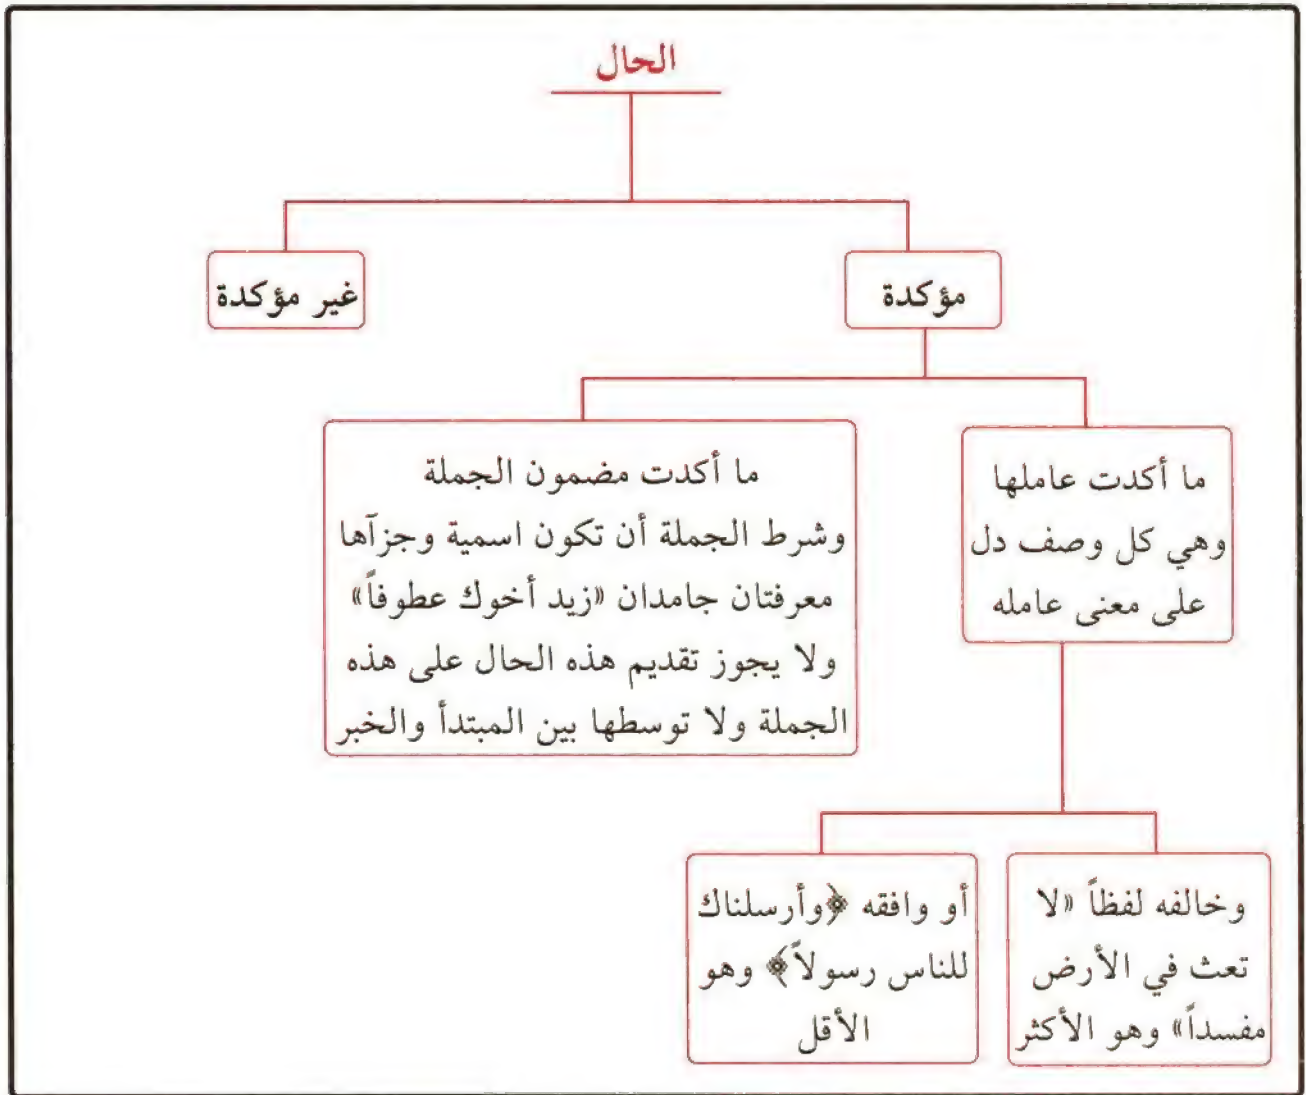 الحال
مؤكدة
غير مؤكدة
ما أكدت عاملها
وهي كل وصف دل
على معنى عامله
ما أكدت مضمون الجملة
وشرط الجملة أن تكون اسمية وجزآها
معرفتان جامدان «زيد أخوك عطوفاً»
ولا يجوز تقديم هذه الحال على هذه
الجملة ولا توسطها بين المبتدأ والخبر
وخالفه لفظاً «لا
تعث في الأرض
مفسداً» وهو الأكثر
أو وافقه ﴿وأرسلناك
للناس رسولاً﴾ وهو
الأقل